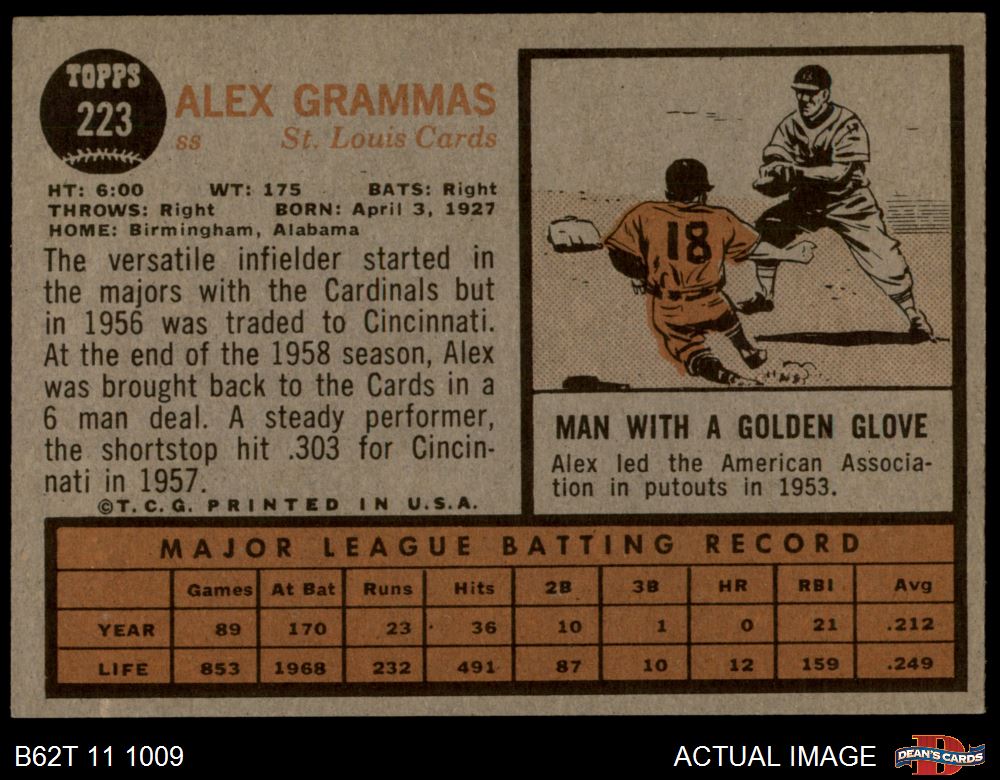 TOPPS
223
ALEX GRAMMAS
ss St. Louis Cards
HT: 6:00 WT: 175 BATS: Right
THROWS: Right BORN: April 3, 1927
HOME: Birmingham, Alabama
The versatile infielder started in
the majors with the Cardinals but
in 1956 was traded to Cincinnati.
At the end of the 1958 season, Alex
was brought back to the Cards in a
6 man deal. A steady performer,
the shortstop hit .303 for Cincin-
nati in 1957.
©T.C.G. PRINTED IN U.S.A.
18
MAN WITH A GOLDEN GLOVE
Alex led the American Associa-
tion in putouts in 1953.
MAJOR LEAGUE BATTING RECORD
Games At Bat Runs Hits 2B 3B HR RBI Avg
YEAR 89 170 23 36 10 1 0 21 .212
LIFE 853 1968 232 491 87 10 12 159 .249
B62T 11 1009
ACTUAL IMAGE
D
DEAN'S CARDS